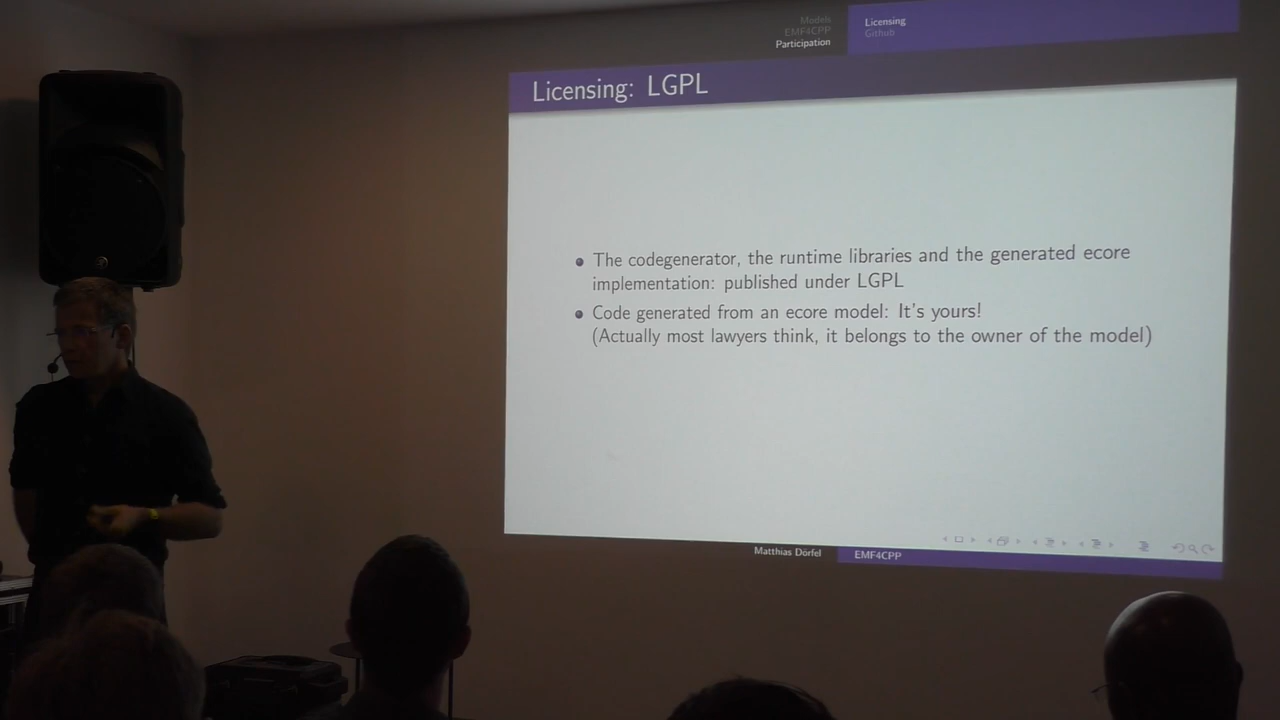 Models
EMF4CPP
Participation
Licensing
Github
Licensing: LGPL
The codegenerator, the runtime libraries and the generated ecore
implementation: published under LGPL
Code generated from an ecore model: It's yours!
(Actually most lawyers think, it belongs to the owner of the model)
Matthias Dörfel
EMF4CPP